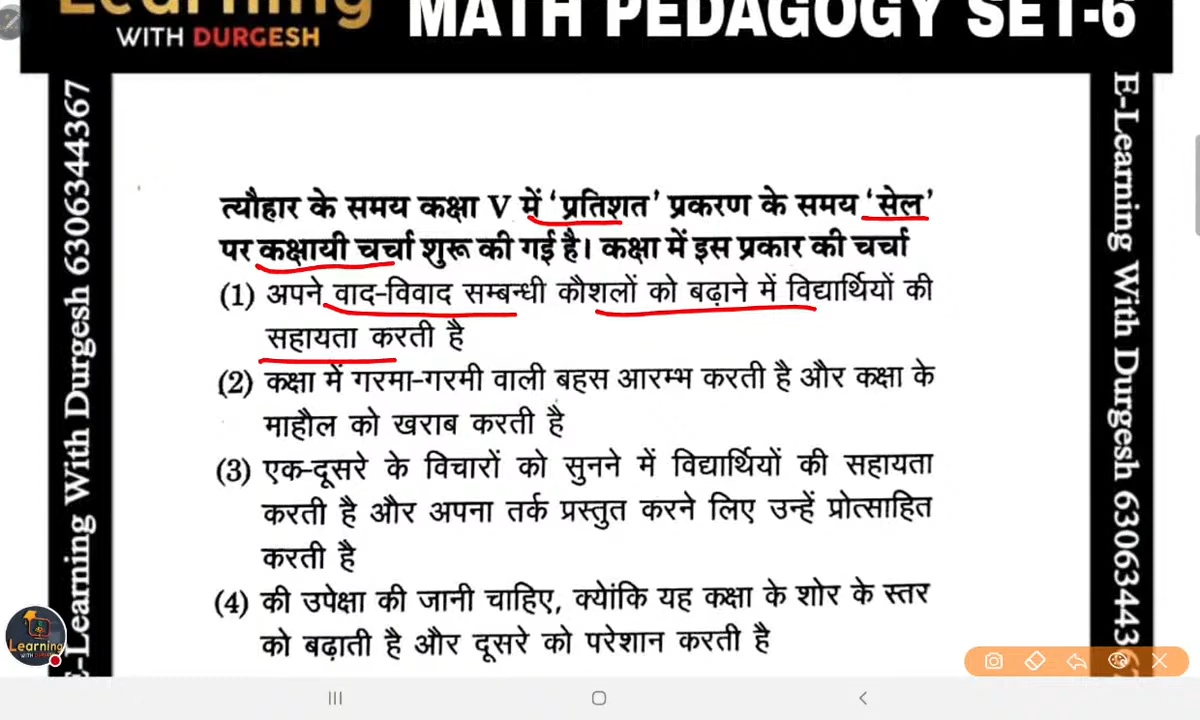 Learning
WITH DURGESH
MATH PEDAGOGY SET-6
E-Learning With Durgesh 6306344367
त्यौहार के समय कक्षा V में ‘प्रतिशत’ प्रकरण के समय ‘सेल’
पर कक्षायी चर्चा शुरू की गई है। कक्षा में इस प्रकार की चर्चा
(1) अपने वाद-विवाद सम्बन्धी कौशलों को बढ़ाने में विद्यार्थियों की
सहायता करती है
(2) कक्षा में गरमा-गरमी वाली बहस आरम्भ करती है और कक्षा के
माहौल को खराब करती है
(3) एक-दूसरे के विचारों को सुनने में विद्यार्थियों की सहायता
करती है और अपना तर्क प्रस्तुत करने लिए उन्हें प्रोत्साहित
करती है
(4) की उपेक्षा की जानी चाहिए, क्योंकि यह कक्षा के शोर के स्तर
को बढ़ाती है और दूसरे को परेशान करती है
E-Learning With Durgesh 6306344367
Learning
WITH DURGESH